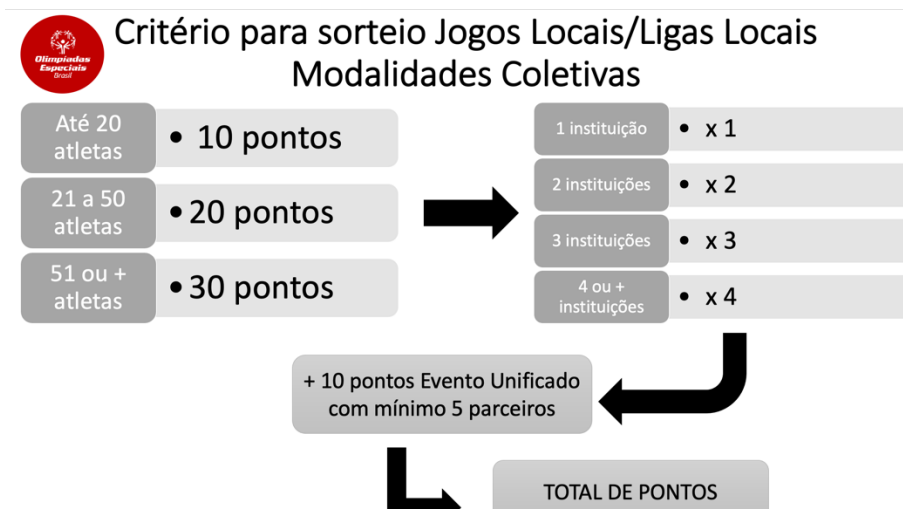 Critério para sorteio Jogos Locais/Ligas Locais
Modalidades Coletivas
Olimpíadas
Especiais
Brasil
Até 20
atletas
• 10 pontos
21 a 50
atletas
• 20 pontos
51 ou +
atletas
• 30 pontos
1 instituição
• x 1
2 instituições
• x 2
3 instituições
• x 3
4 ou +
instituições
• x 4
+ 10 pontos Evento Unificado
com mínimo 5 parceiros
TOTAL DE PONTOS